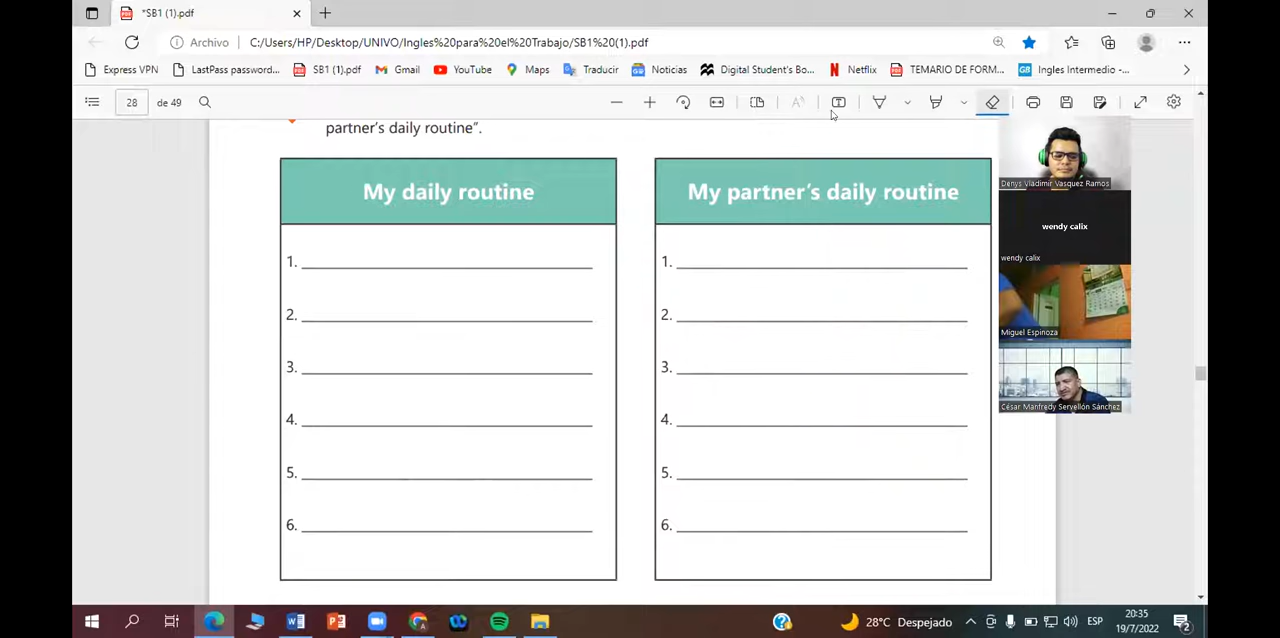 *SB1 (1).pdf
Archivo
C:/Users/HP/Desktop/UNIVO/Ingles%20para%20el%20Trabajo/SB1%20(1).pdf
Express VPN
LastPass password...
SB1 (1).pdf
Gmail
YouTube
Maps
Traducir
Noticias
Digital Student's Bo...
Netflix
TEMARIO DE FORM...
Ingles Intermedio -...
28 de 49
partner's daily routine".
My daily routine
1.
2.
3.
4.
5.
6.
My partner's daily routine
1.
2.
3.
4.
5.
6.
Denys Vladimir Vasquez Ramos
wendy calix
wendy calix
Miguel Espinoza
César Manfredy Servellón Sánchez
28°C Despejado
ESP
20:35
19/7/2022
2